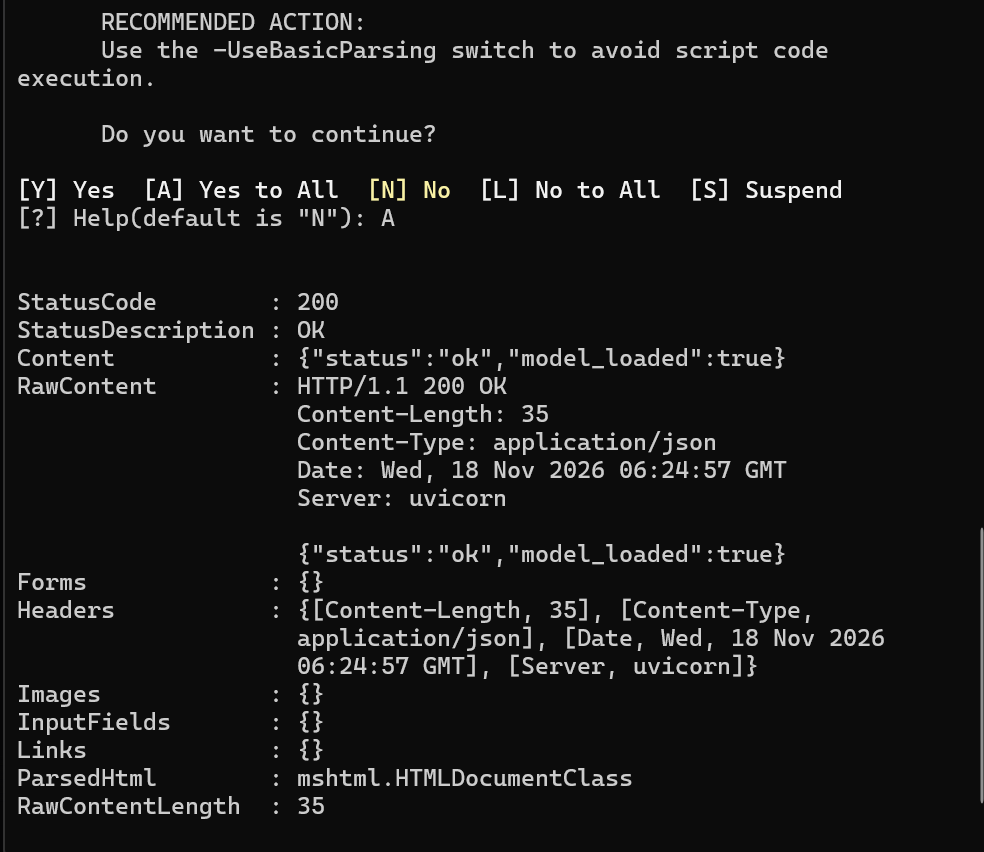 RECOMMENDED ACTION:
Use the -UseBasicParsing switch to avoid script code
execution.
Do you want to continue?
[Y] Yes  [A] Yes to All  [N] No  [L] No to All  [S] Suspend
[?] Help(default is "N"): A
StatusCode        : 200
StatusDescription : OK
Content           : {"status":"ok","model_loaded":true}
RawContent        : HTTP/1.1 200 OK
                    Content-Length: 35
                    Content-Type: application/json
                    Date: Wed, 18 Nov 2026 06:24:57 GMT
                    Server: uvicorn
                    {"status":"ok","model_loaded":true}
Forms             : {}
Headers           : {[Content-Length, 35], [Content-Type,
                    application/json], [Date, Wed, 18 Nov 2026
                    06:24:57 GMT], [Server, uvicorn]}
Images            : {}
InputFields       : {}
Links             : {}
ParsedHtml        : mshtml.HTMLDocumentClass
RawContentLength  : 35